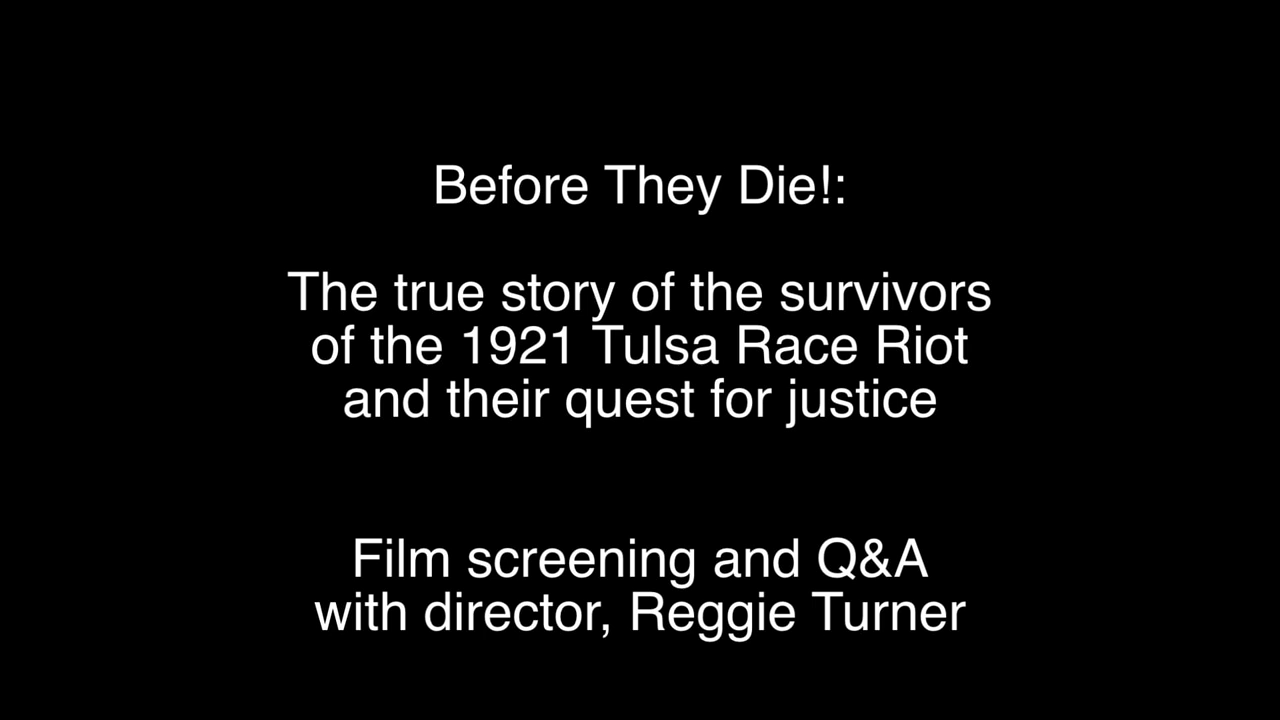 Before They Die!:
The true story of the survivors
of the 1921 Tulsa Race Riot
and their quest for justice
Film screening and Q&A
with director, Reggie Turner